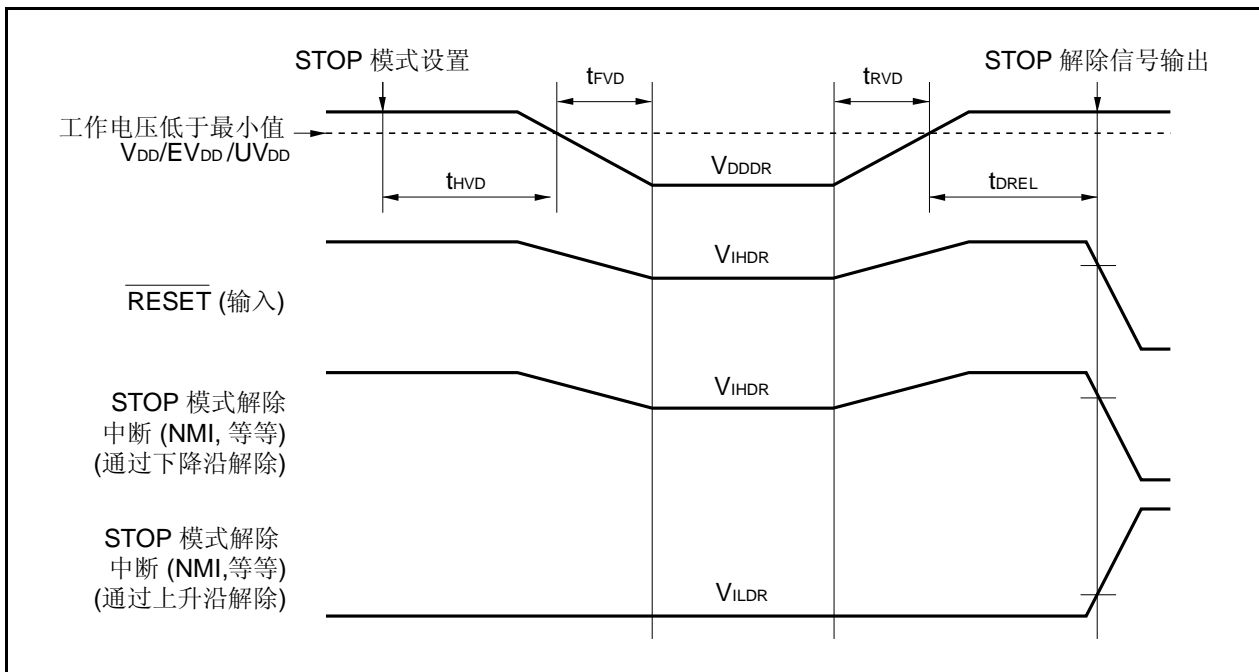 STOP 模式设置
STOP 解除信号输出
tFVD
tRVD
工作电压低于最小值
VDD/EVDD /UVDD
VDDDR
tHVD
tDREL
VIHDR
RESET (输入)
VIHDR
STOP 模式解除
中断 (NMI, 等等)
(通过下降沿解除)
STOP 模式解除
中断 (NMI,等等)
(通过上升沿解除)
VILDR